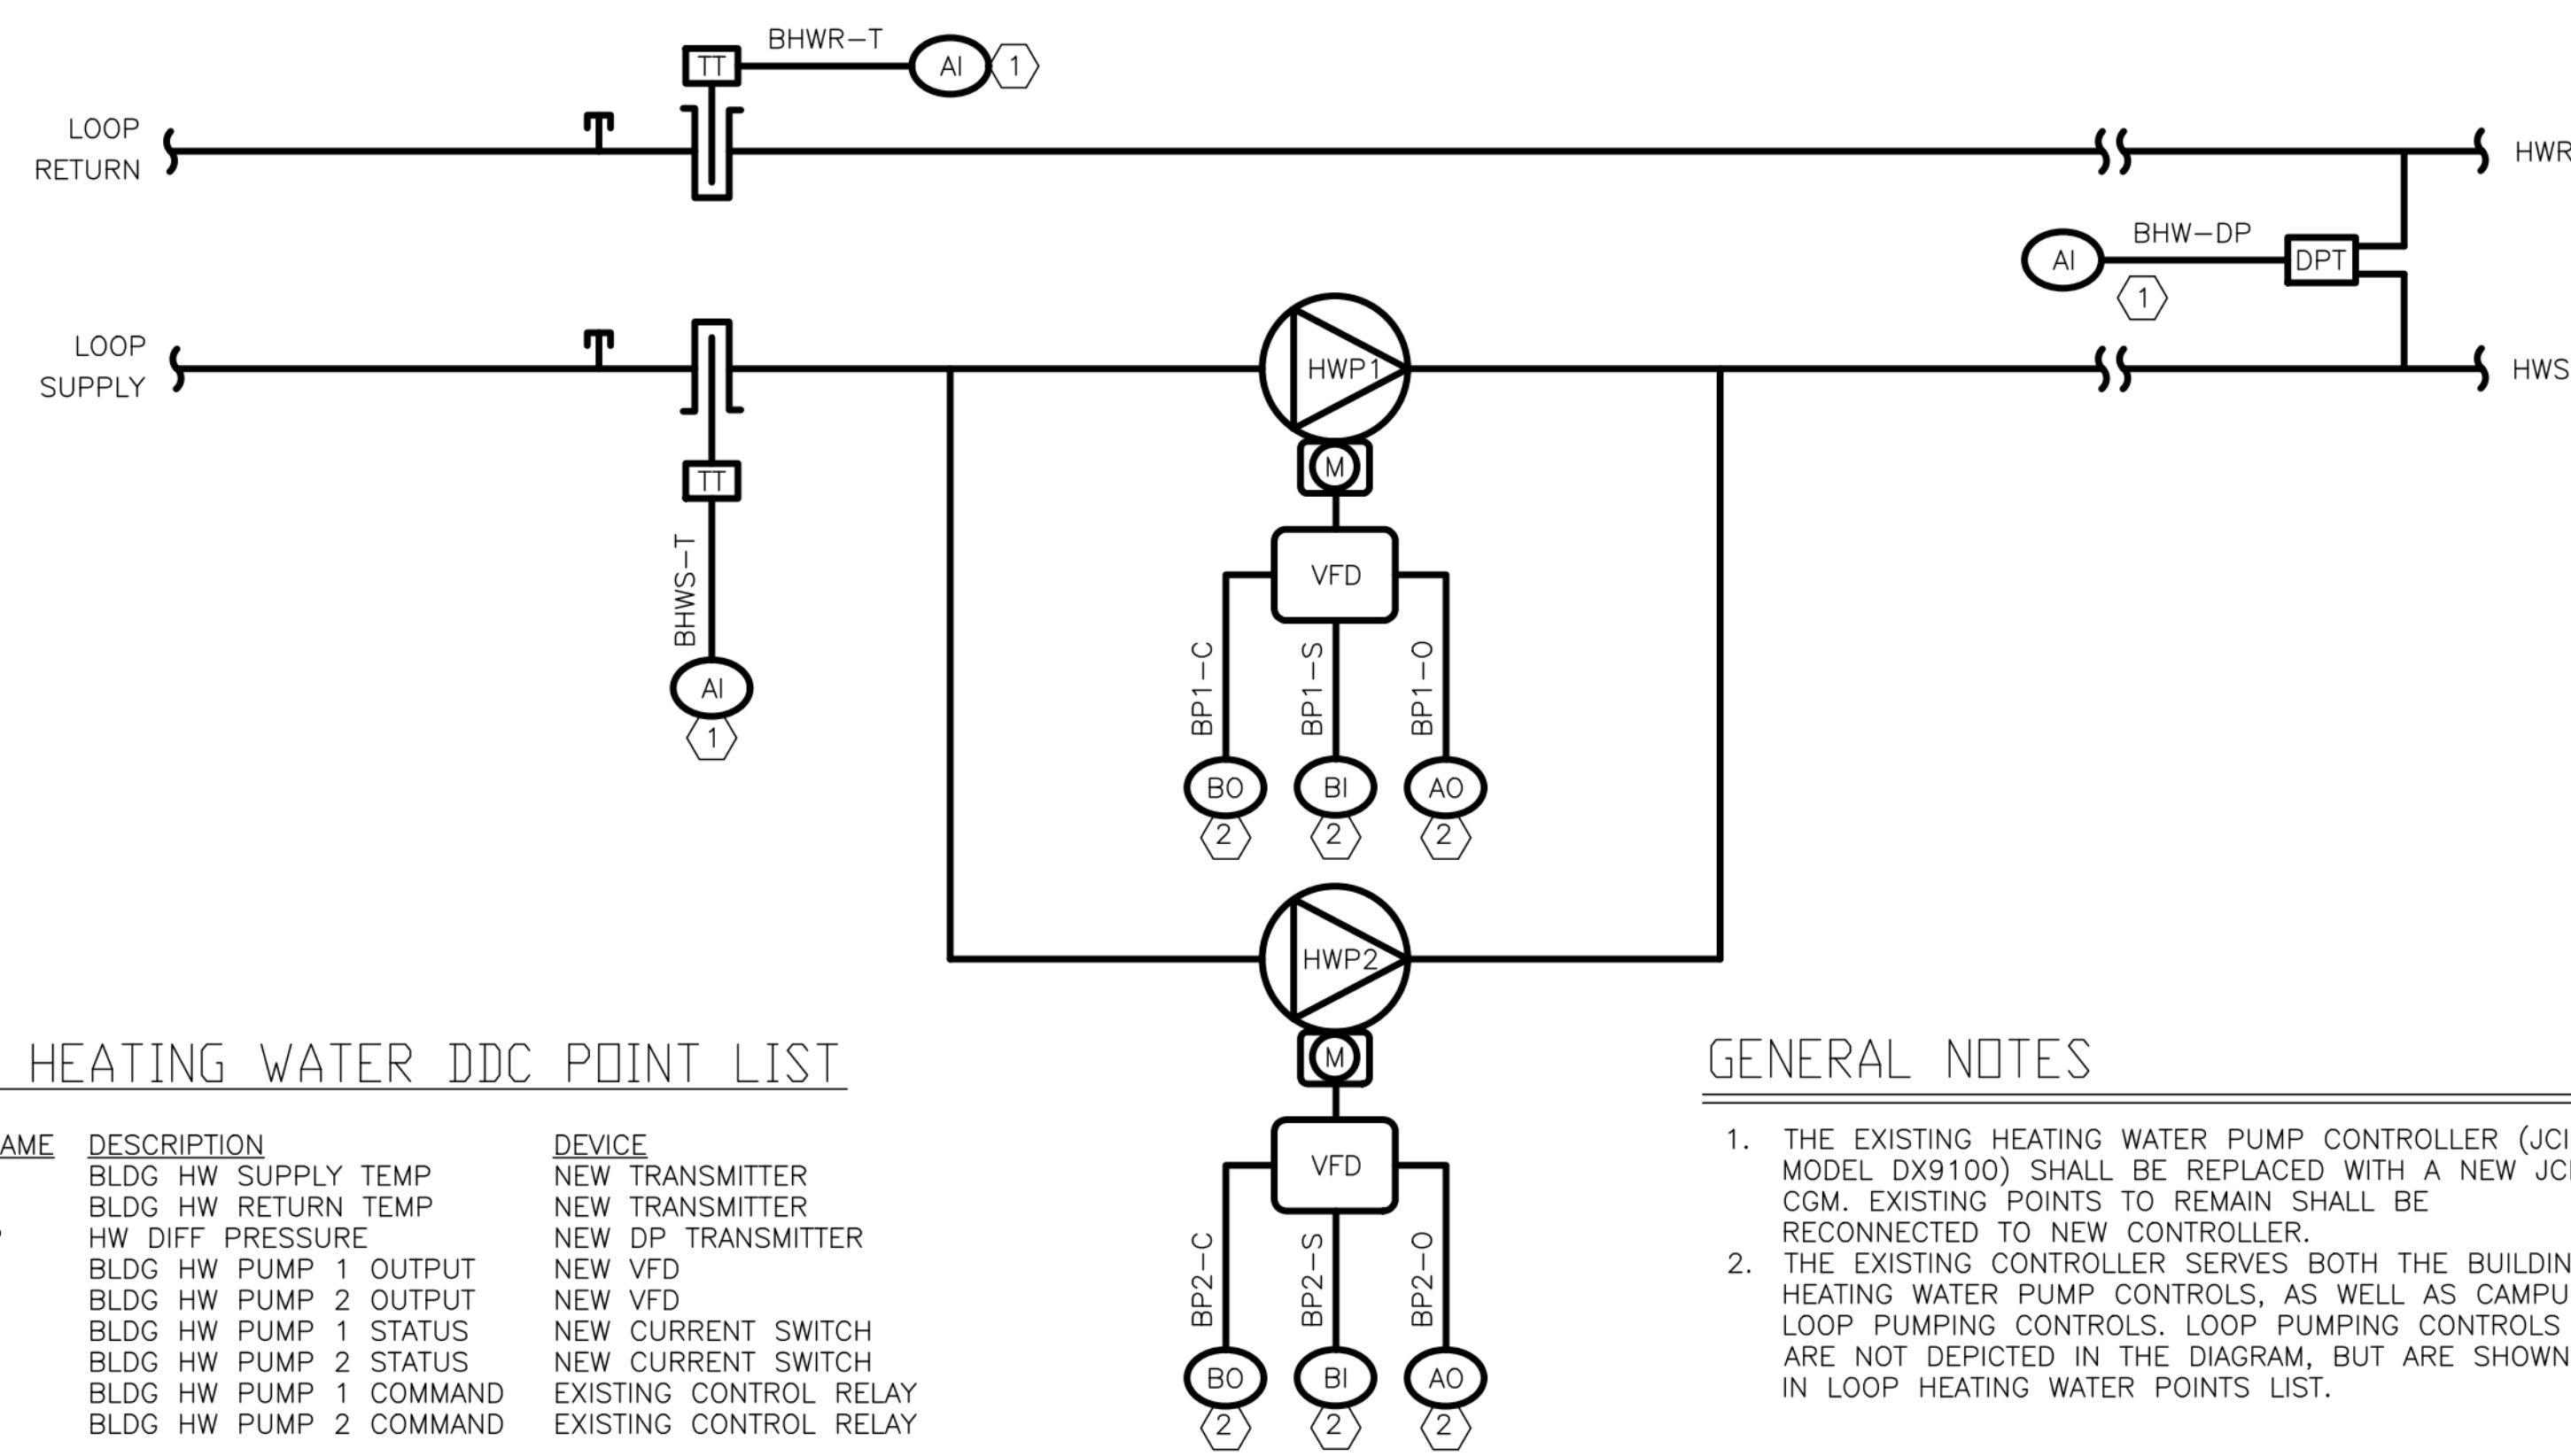 BHWR-T
TT
AI
1
LOOP
RETURN
HWR
BHW-DP
AI
DPT
1
LOOP
SUPPLY
HWP1
HWS
M
TT
VFD
BHWS-T
AI
1
BP1-C
BP1-S
BP1-O
BO
BI
AO
2
2
2
HWP2
M
VFD
BP2-C
BP2-S
BP2-O
BO
BI
AO
2
2
2
HEATING WATER DDC POINT LIST
AME DESCRIPTION DEVICE
BLDG HW SUPPLY TEMP NEW TRANSMITTER
BLDG HW RETURN TEMP NEW TRANSMITTER
HW DIFF PRESSURE NEW DP TRANSMITTER
BLDG HW PUMP 1 OUTPUT NEW VFD
BLDG HW PUMP 2 OUTPUT NEW VFD
BLDG HW PUMP 1 STATUS NEW CURRENT SWITCH
BLDG HW PUMP 2 STATUS NEW CURRENT SWITCH
BLDG HW PUMP 1 COMMAND EXISTING CONTROL RELAY
BLDG HW PUMP 2 COMMAND EXISTING CONTROL RELAY
GENERAL NOTES
1. THE EXISTING HEATING WATER PUMP CONTROLLER (JCI
MODEL DX9100) SHALL BE REPLACED WITH A NEW JCI
CGM. EXISTING POINTS TO REMAIN SHALL BE
RECONNECTED TO NEW CONTROLLER.
2. THE EXISTING CONTROLLER SERVES BOTH THE BUILDIN
HEATING WATER PUMP CONTROLS, AS WELL AS CAMPU
LOOP PUMPING CONTROLS. LOOP PUMPING CONTROLS
ARE NOT DEPICTED IN THE DIAGRAM, BUT ARE SHOWN
IN LOOP HEATING WATER POINTS LIST.